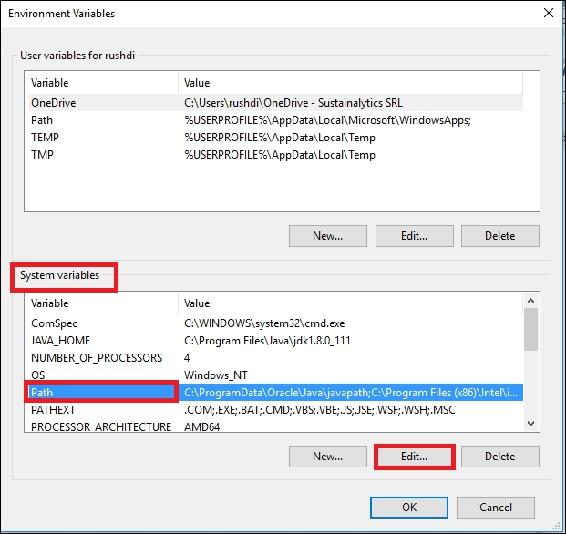 Environment Variables
User variables for rushdi
Variable Value
OneDrive C:\Users\rushdi\OneDrive - Sustainalytics SRL
Path %USERPROFILE%\AppData\Local\Microsoft\WindowsApps;
TEMP %USERPROFILE%\AppData\Local\Temp
TMP %USERPROFILE%\AppData\Local\Temp
New... Edit... Delete
System variables
Variable Value
ComSpec C:\WINDOWS\system32\cmd.exe
JAVA_HOME C:\Program Files\Java\jdk1.8.0_111
NUMBER_OF_PROCESSORS 4
OS Windows_NT
Path C:\ProgramData\Oracle\Java\javapath;C:\Program Files (x86)\Intel\i...
PATHEXT .COM;.EXE;.BAT;.CMD;.VBS;.VBE;.JS;.JSE;.WSF;.WSH;.MSC
PROCESSOR_ARCHITECTURE AMD64
New... Edit... Delete
OK Cancel